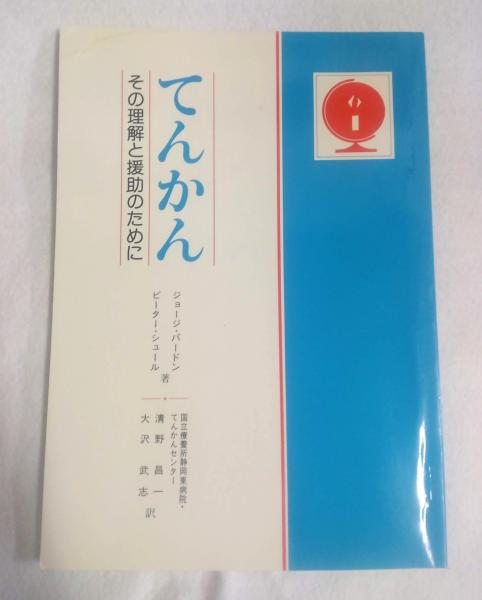 てんかん
その理解と援助のために
ジョージ・バードン
ピーター・シュール
著
国立療養所静岡東病院・
てんかんセンター
清野昌一
大沢武志
訳